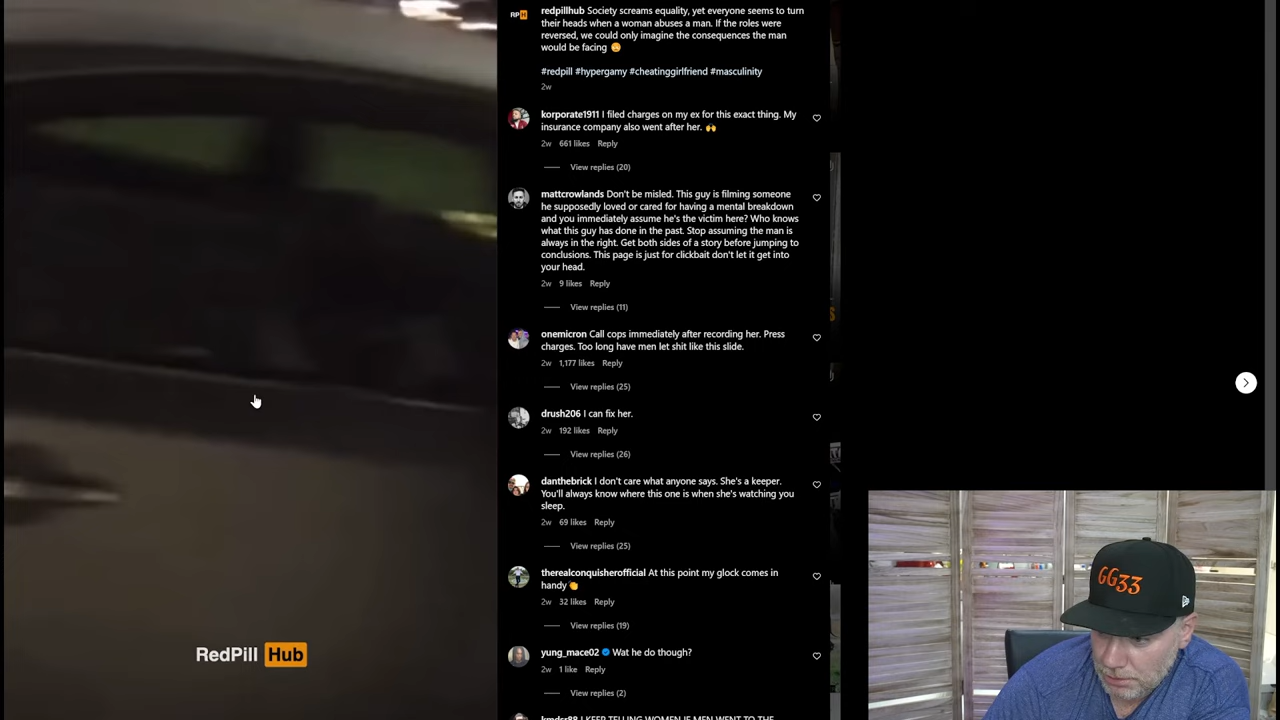 RPH
redpillhub Society screams equality, yet everyone seems to turn
their heads when a woman abuses a man. If the roles were
reversed, we could only imagine the consequences the man
would be facing 😳
#redpill #hypergamy #cheatinggirlfriend #masculinity
2w
korporate1911 I filed charges on my ex for this exact thing. My
insurance company also went after her. 🙌
2w 661 likes Reply
View replies (20)
mattcrowlands Don't be misled. This guy is filming someone
he supposedly loved or cared for having a mental breakdown
and you immediately assume he's the victim here? Who knows
what this guy has done in the past. Stop assuming the man is
always in the right. Get both sides of a story before jumping to
conclusions. This page is just for clickbait don't let it get into
your head.
2w 9 likes Reply
View replies (11)
onemicron Call cops immediately after recording her. Press
charges. Too long have men let shit like this slide.
2w 1,177 likes Reply
View replies (25)
drush206 I can fix her.
2w 192 likes Reply
View replies (26)
danthebrick I don't care what anyone says. She's a keeper.
You'll always know where this one is when she's watching you
sleep.
2w 69 likes Reply
View replies (25)
therealconquisherofficial At this point my glock comes in
handy👏
2w 32 likes Reply
View replies (19)
yung_mace02 Wat he do though?
2w 1 like Reply
View replies (2)
I KEEP TELLING WOMEN IF MEN WENT TO THE
RedPill Hub
GG33